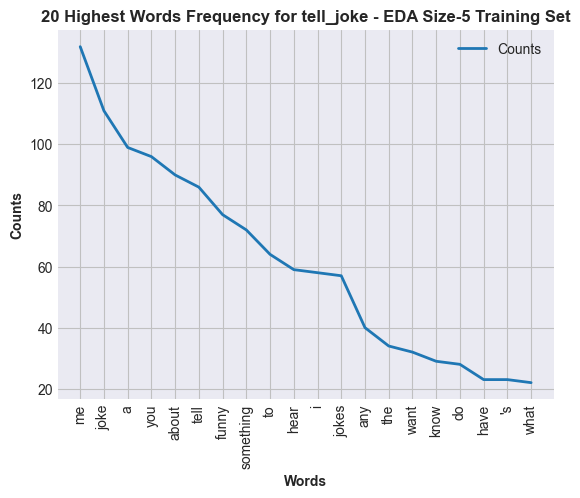 20 Highest Words Frequency for tell_joke - EDA Size-5 Training Set
Counts
120
100
80
60
40
20
Counts
me
joke
a
you
about
tell
funny
something
to
hear
i
jokes
any
the
want
know
do
have
's
what
Words